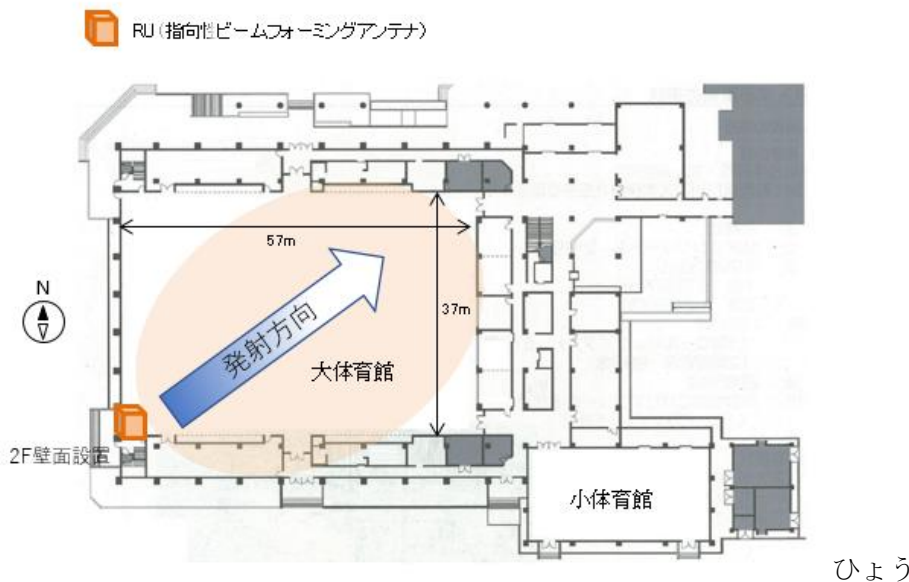 RU（指向性ビームフォーミングアンテナ）
57m
N
37m
発射方向
大体育館
2F壁面設置
小体育館
ひょう